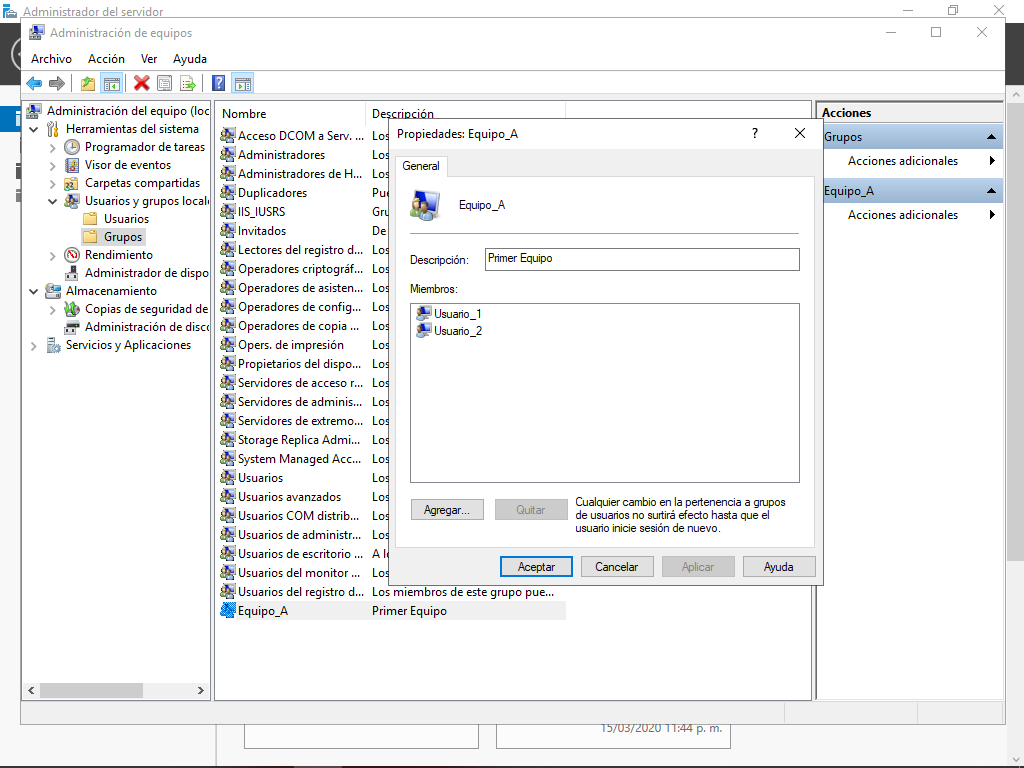 Administrador del servidor
Administración de equipos
Archivo Acción Ver Ayuda
Administración del equipo (loc
Herramientas del sistema
Programador de tareas
Visor de eventos
Carpetas compartidas
Usuarios y grupos locale
Usuarios
Grupos
Rendimiento
Administrador de dispo
Almacenamiento
Copias de seguridad de
Administración de disco
Servicios y Aplicaciones
Nombre Descripción
Acceso DCOM a Serv. ... Los
Administradores Los
Administradores de H... Los
Duplicadores Pue
IIS_IUSRS Gru
Invitados De
Lectores del registro d... Los
Operadores criptográf... Los
Operadores de asisten... Los
Operadores de config... Los
Operadores de copia ... Los
Opers. de impresión Los
Propietarios del dispo... Los
Servidores de acceso r... Los
Servidores de adminis... Los
Servidores de extremo... Los
Storage Replica Admi... Los
System Managed Acc... Los
Usuarios Los
Usuarios avanzados Los
Usuarios COM distrib... Los
Usuarios de administr... Los
Usuarios de escritorio ... A l
Usuarios del monitor ... Los
Usuarios del registro d... Los miembros de este grupo pue...
Equipo_A Primer Equipo
Propiedades: Equipo_A ?
General
Equipo_A
Descripción: Primer Equipo
Miembros:
Usuario_1
Usuario_2
Agregar... Quitar
Cualquier cambio en la pertenencia a grupos
de usuarios no surtirá efecto hasta que el
usuario inicie sesión de nuevo.
Aceptar Cancelar Aplicar Ayuda
Acciones
Grupos
Acciones adicionales
Equipo_A
Acciones adicionales
15/03/2020 11:44 p. m.